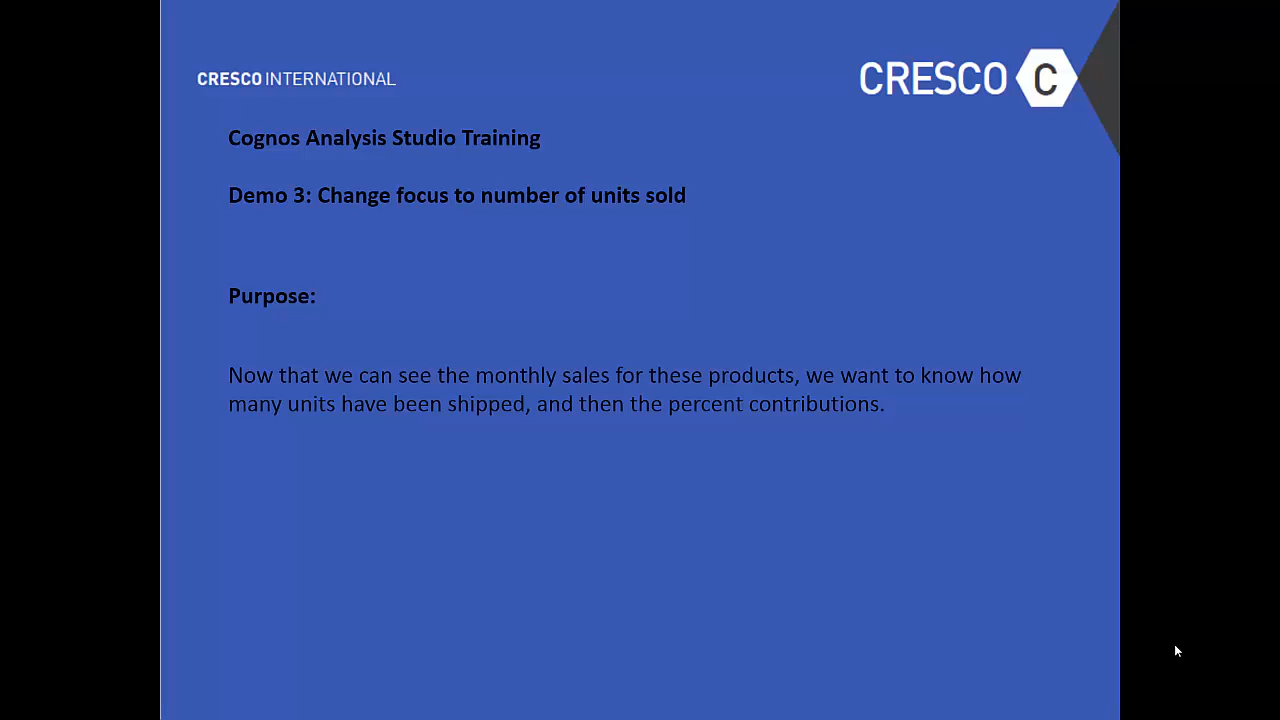 CRESCO INTERNATIONAL
CRESCO C
Cognos Analysis Studio Training
Demo 3: Change focus to number of units sold
Purpose:
Now that we can see the monthly sales for these products, we want to know how
many units have been shipped, and then the percent contributions.